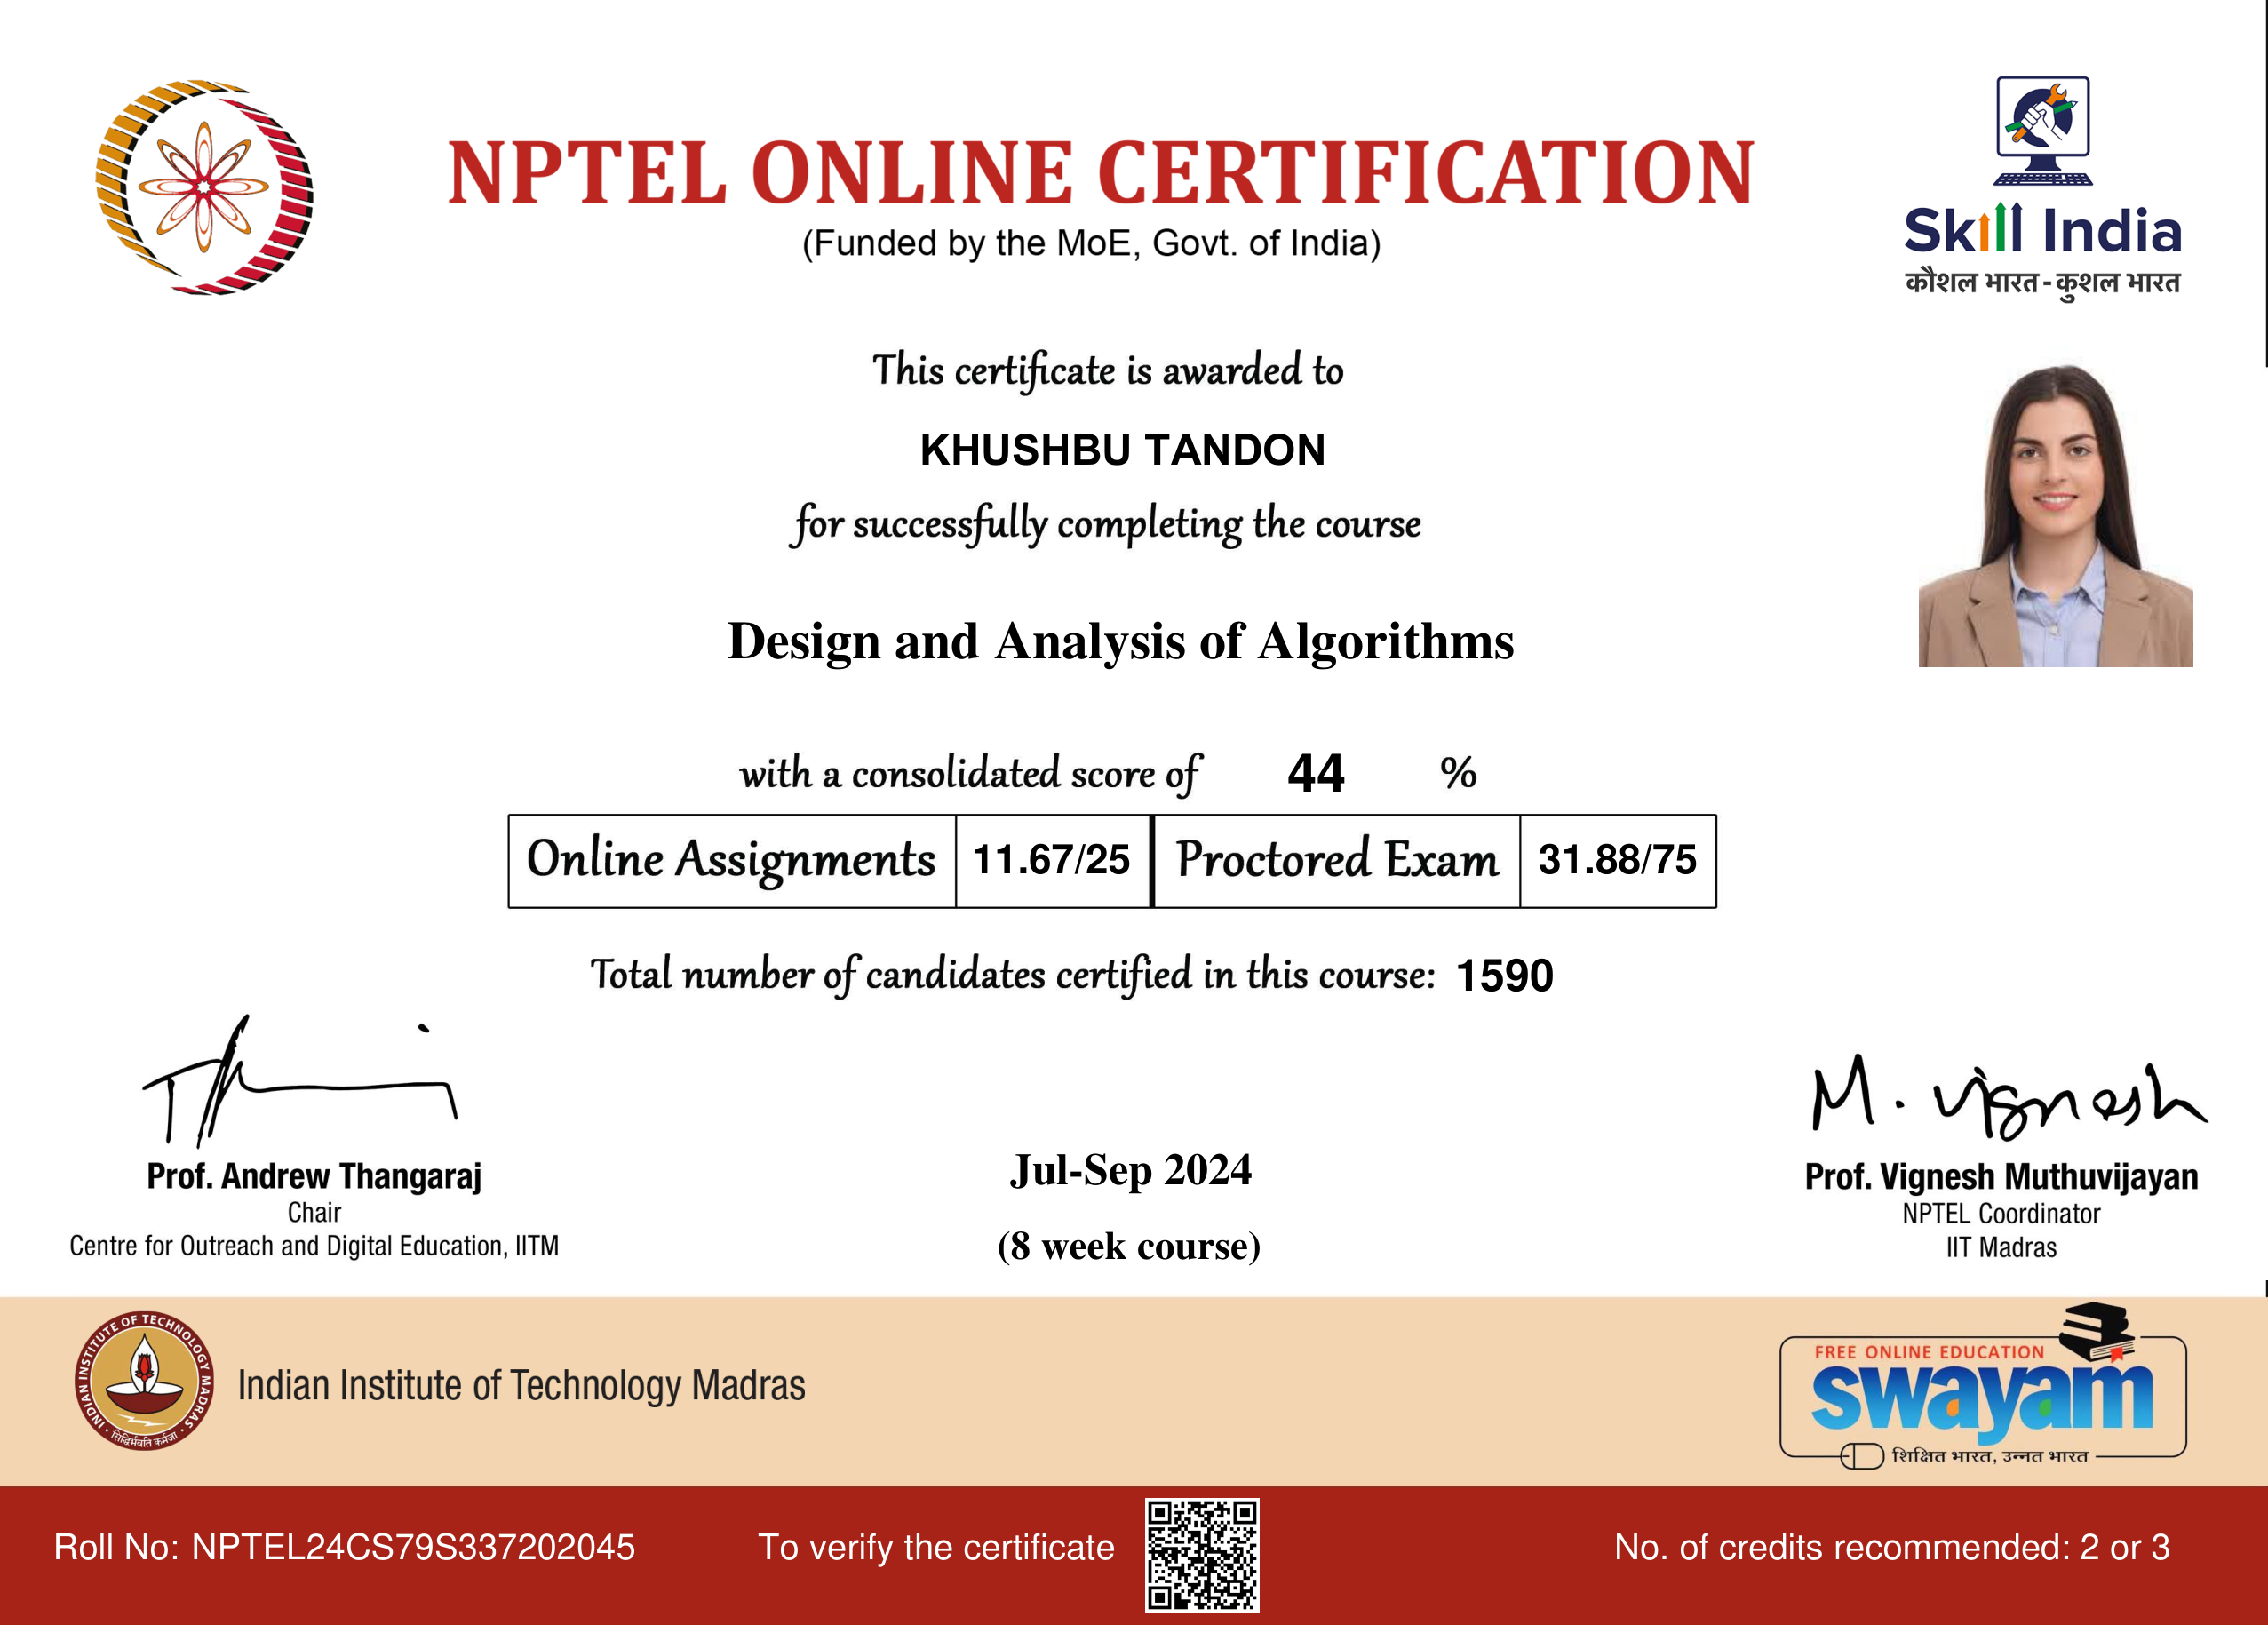 NPTEL ONLINE CERTIFICATION
(Funded by the MoE, Govt. of India)
Skill India
कौशल भारत - कुशल भारत
This certificate is awarded to
KHUSHBU TANDON
for successfully completing the course
Design and Analysis of Algorithms
with a consolidated score of 44 %
Online Assignments 11.67/25 Proctored Exam 31.88/75
Total number of candidates certified in this course: 1590
M. Vignesh
Prof. Andrew Thangaraj
Chair
Centre for Outreach and Digital Education, IITM
Jul-Sep 2024
(8 week course)
Prof. Vignesh Muthuvijayan
NPTEL Coordinator
IIT Madras
INDIAN INSTITUTE OF TECHNOLOGY MADRAS
सिद्धिर्भवति कर्मजा
Indian Institute of Technology Madras
FREE ONLINE EDUCATION
swayam
शिक्षित भारत, उन्नत भारत
Roll No: NPTEL24CS79S337202045
To verify the certificate
No. of credits recommended: 2 or 3